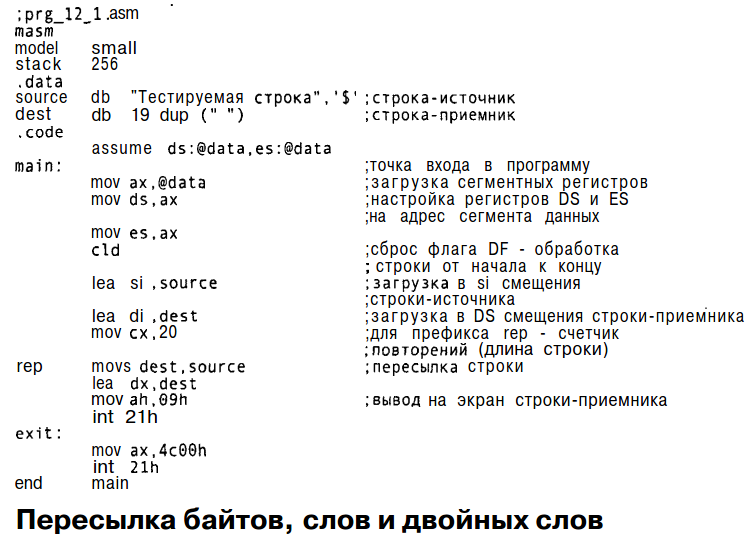 ;prg_12_1.asm
masm
model small
stack 256
.data
source db "Тестируемая строка",'$' ;строка-источник
dest db 19 dup (" ") ;строка-приемник
.code
assume ds:@data,es:@data
main: ;точка входа в программу
mov ax,@data ;загрузка сегментных регистров
mov ds,ax ;настройка регистров DS и ES
;на адрес сегмента данных
mov es,ax
cld ;сброс флага DF - обработка
;строки от начала к концу
lea si,source ;загрузка в si смещения
;строки-источника
lea di,dest ;загрузка в DS смещения строки-приемника
mov cx,20 ;для префикса rep - счетчик
;повторений (длина строки)
rep movs dest,source ;пересылка строки
lea dx,dest
mov ah,09h ;вывод на экран строки-приемника
int 21h
exit:
mov ax,4c00h
int 21h
end main
Пересылка байтов, слов и двойных слов